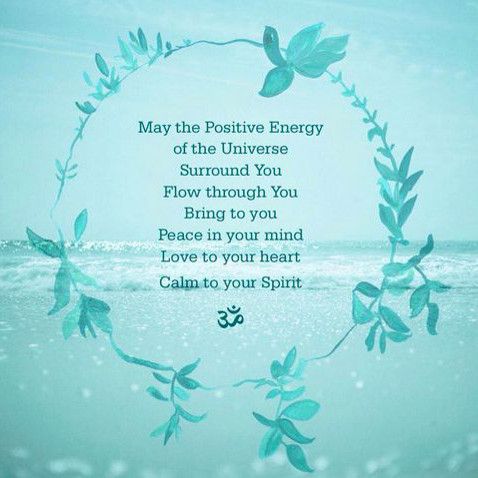 May the Positive Energy
of the Universe
Surround You
Flow through You
Bring to you
Peace in your mind
Love to your heart
Calm to your Spirit
ॐ